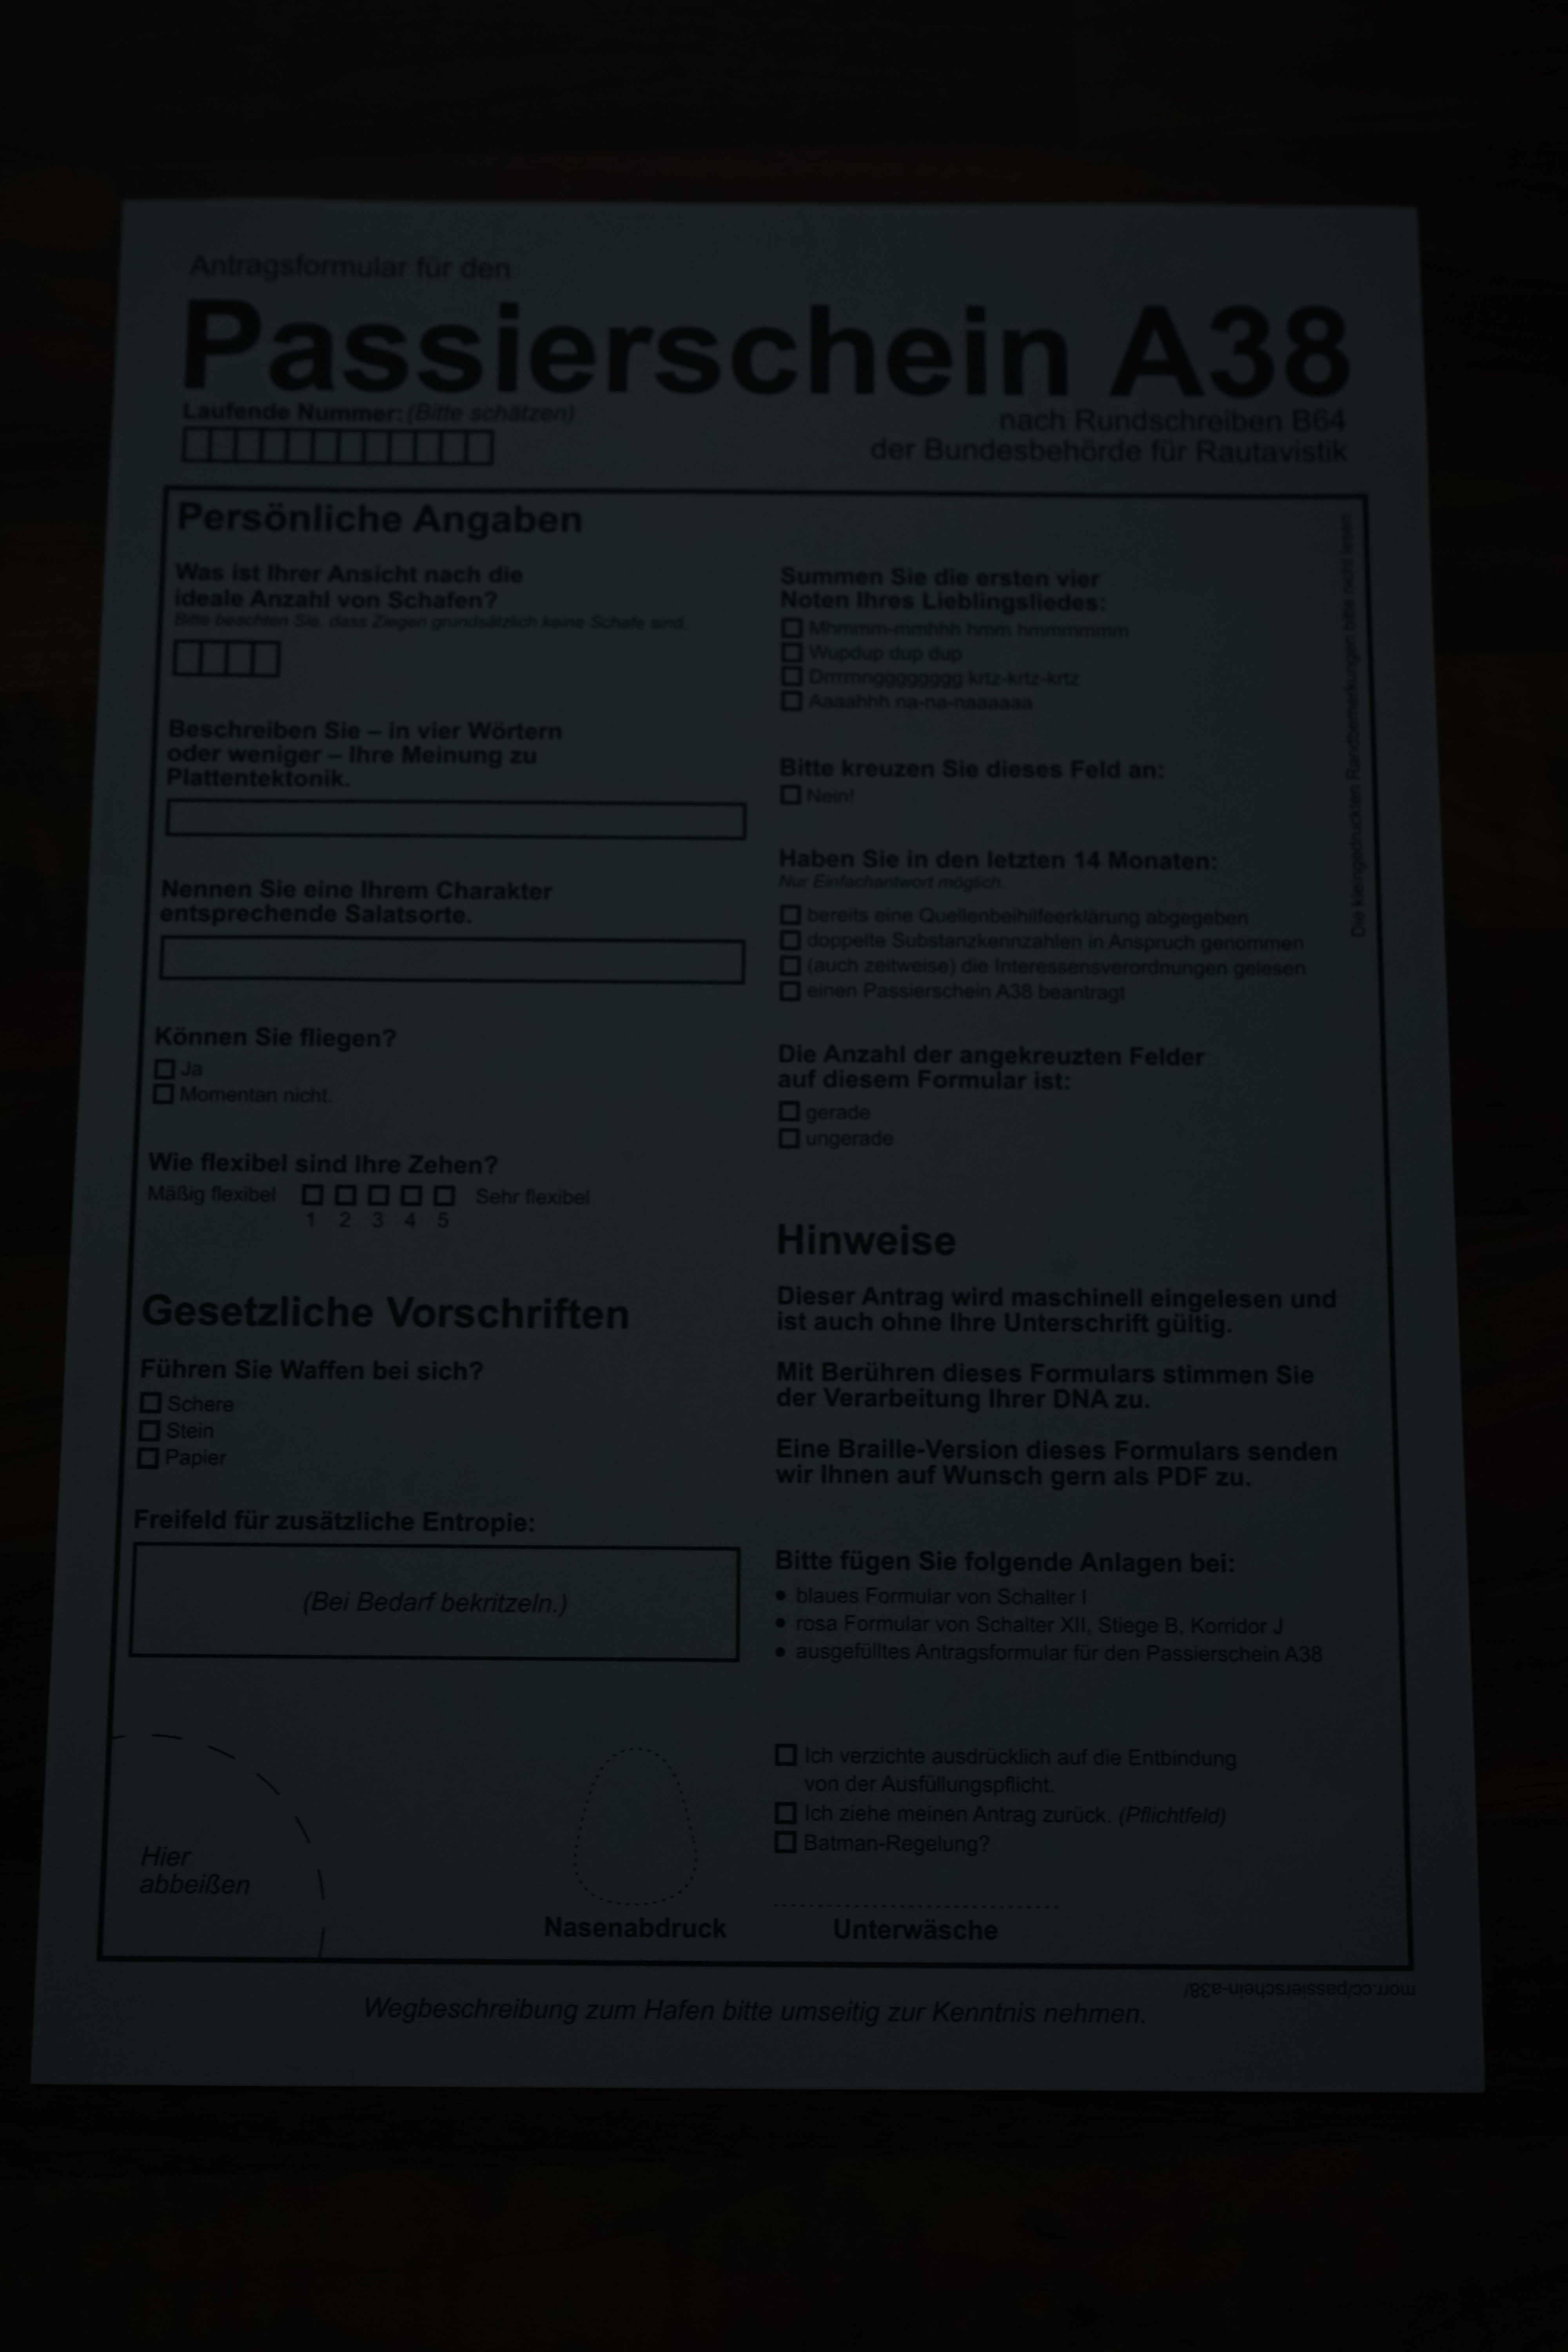 Antragsformular für den
Passierschein A38
Laufende Nummer: (Bitte schätzen)
nach Rundschreiben B64
der Bundesbehörde für Rautavistik
Persönliche Angaben
Was ist Ihrer Ansicht nach die
ideale Anzahl von Schafen?
Bitte beachten Sie, dass Ziegen grundsätzlich keine Schafe sind.
Beschreiben Sie – in vier Wörtern
oder weniger – Ihre Meinung zu
Plattentektonik.
Nennen Sie eine Ihrem Charakter
entsprechende Salatsorte.
Können Sie fliegen?
Ja
Momentan nicht.
Wie flexibel sind Ihre Zehen?
Mäßig flexibel Sehr flexibel
1 2 3 4 5
Gesetzliche Vorschriften
Führen Sie Waffen bei sich?
Schere
Stein
Papier
Freifeld für zusätzliche Entropie:
(Bei Bedarf bekritzeln.)
Hier
abbeißen
Nasenabdruck
Summen Sie die ersten vier
Noten Ihres Lieblingsliedes:
Mhmmm-mmhhh hmm hmmmmmm
Wupdup dup dup
Drrrrnngggggggg krtz-krtz-krtz
Aaaahhh na-na-naaaaaa
Bitte kreuzen Sie dieses Feld an:
Nein!
Haben Sie in den letzten 14 Monaten:
Nur Einfachantwort möglich.
bereits eine Quellenbeihilfeerklärung abgegeben
doppelte Substanzkennzahlen in Anspruch genommen
(auch zeitweise) die Interessensverordnungen gelesen
einen Passierschein A38 beantragt
Die Anzahl der angekreuzten Felder
auf diesem Formular ist:
gerade
ungerade
Hinweise
Dieser Antrag wird maschinell eingelesen und
ist auch ohne Ihre Unterschrift gültig.
Mit Berühren dieses Formulars stimmen Sie
der Verarbeitung Ihrer DNA zu.
Eine Braille-Version dieses Formulars senden
wir Ihnen auf Wunsch gern als PDF zu.
Bitte fügen Sie folgende Anlagen bei:
• blaues Formular von Schalter I
• rosa Formular von Schalter XII, Stiege B, Korridor J
• ausgefülltes Antragsformular für den Passierschein A38
Ich verzichte ausdrücklich auf die Entbindung
von der Ausfüllungspflicht.
Ich ziehe meinen Antrag zurück. (Pflichtfeld)
Batman-Regelung?
Unterwäsche
Die kleingedruckten Randbemerkungen bitte nicht lesen.
morr.cc/passierschein-a38/
Wegbeschreibung zum Hafen bitte umseitig zur Kenntnis nehmen.